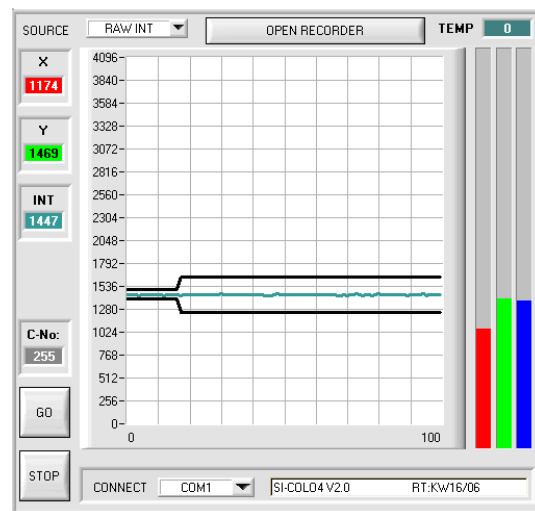 SOURCE RAW INT OPEN RECORDER TEMP 0
X
1174
Y
1469
INT
1447
C-No:
255
GO
STOP
4096
3840
3584
3328
3072
2816
2560
2304
2048
1792
1536
1280
1024
768
512
256
0
0 100
CONNECT COM1 SI-COLO4 V2.0 RT:KW16/06